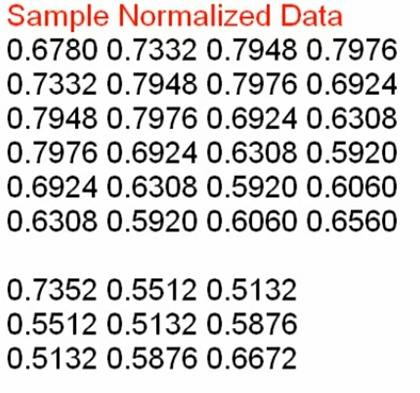 Sample Normalized Data
0.6780 0.7332 0.7948 0.7976
0.7332 0.7948 0.7976 0.6924
0.7948 0.7976 0.6924 0.6308
0.7976 0.6924 0.6308 0.5920
0.6924 0.6308 0.5920 0.6060
0.6308 0.5920 0.6060 0.6560
0.7352 0.5512 0.5132
0.5512 0.5132 0.5876
0.5132 0.5876 0.6672